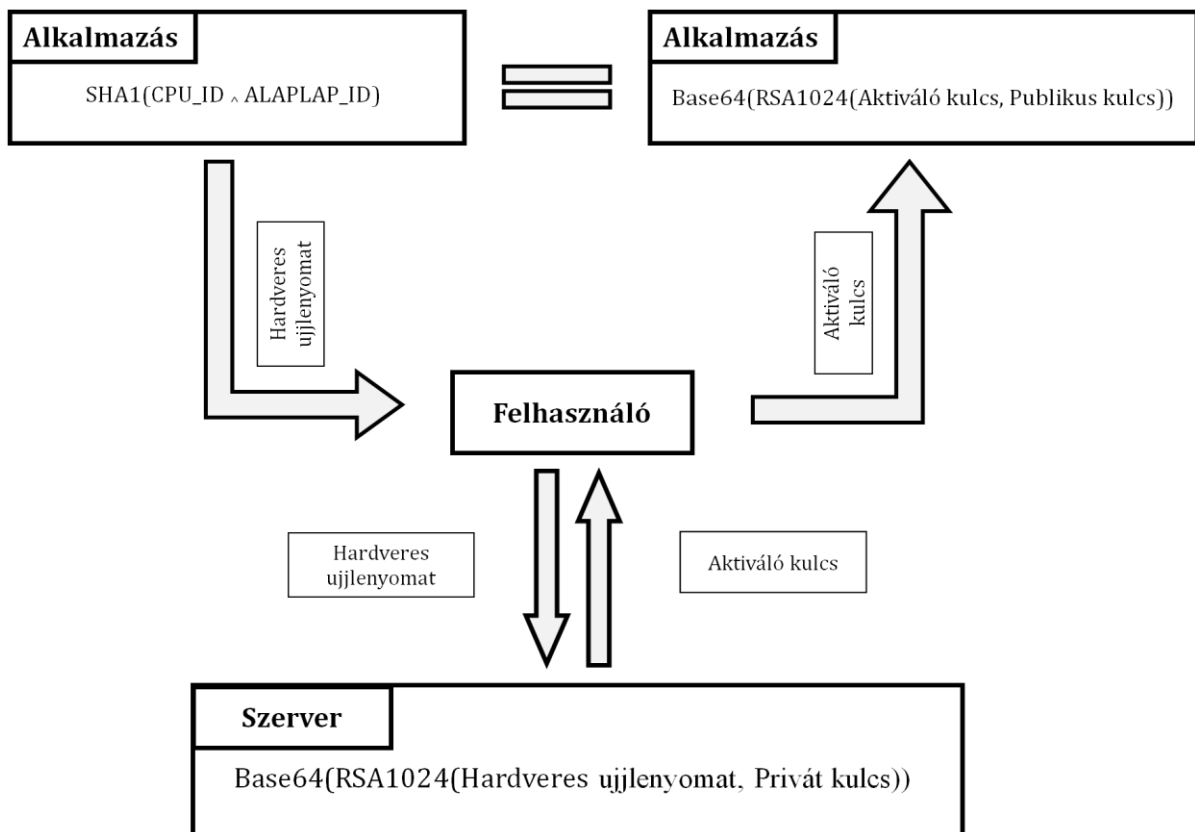 Alkalmazás
SHA1(CPU_ID ^ ALAPLAP_ID)
Alkalmazás
Base64(RSA1024(Aktiváló kulcs, Publikus kulcs))
Hardveres
ujjlenyomat
Aktiváló
kulcs
Felhasználó
Hardveres
ujjlenyomat
Aktiváló kulcs
Szerver
Base64(RSA1024(Hardveres ujjlenyomat, Privát kulcs))